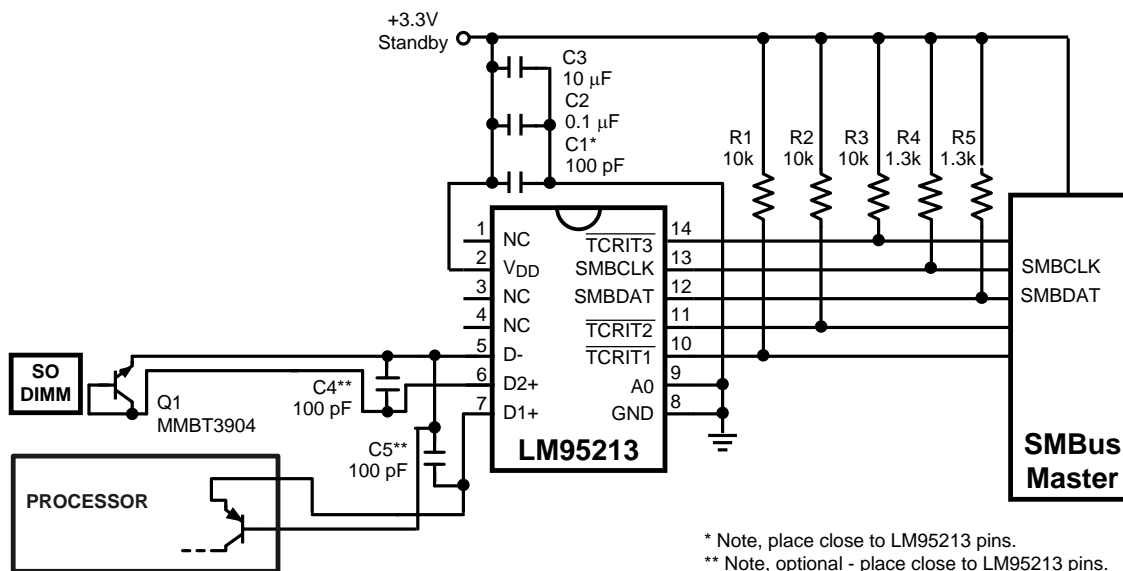 +3.3V
Standby
C3
10 µF
C2
0.1 µF
C1*
100 pF
R1
10k
R2
10k
R3
10k
R4
1.3k
R5
1.3k
1
NC
2
VDD
3
NC
4
NC
5
D-
6
D2+
7
D1+
TCRIT3
14
SMBCLK
13
SMBDAT
12
TCRIT2
11
TCRIT1
10
A0
9
GND
8
LM95213
SMBCLK
SMBDAT
SMBus
Master
SO
DIMM
Q1
MMBT3904
C4**
100 pF
C5**
100 pF
PROCESSOR
* Note, place close to LM95213 pins.
** Note, optional - place close to LM95213 pins.